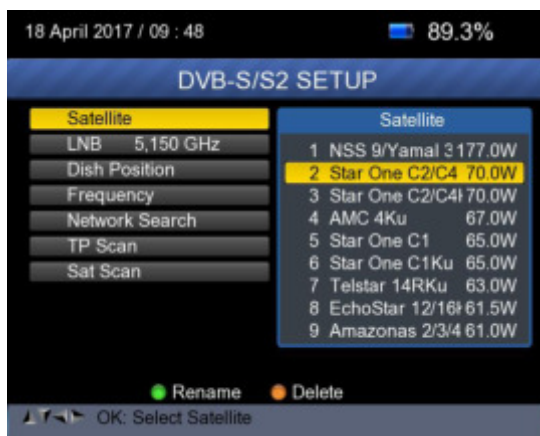 18 April 2017 / 09 : 48 89.3%
DVB-S/S2 SETUP
Satellite
LNB 5,150 GHz
Dish Position
Frequency
Network Search
TP Scan
Sat Scan
Satellite
1 NSS 9/Yamal 3 177.0W
2 Star One C2/C4 70.0W
3 Star One C2/C4 70.0W
4 AMC 4Ku 67.0W
5 Star One C1 65.0W
6 Star One C1Ku 65.0W
7 Telstar 14RKu 63.0W
8 EchoStar 12/16 61.5W
9 Amazonas 2/3/4 61.0W
Rename Delete
OK: Select Satellite